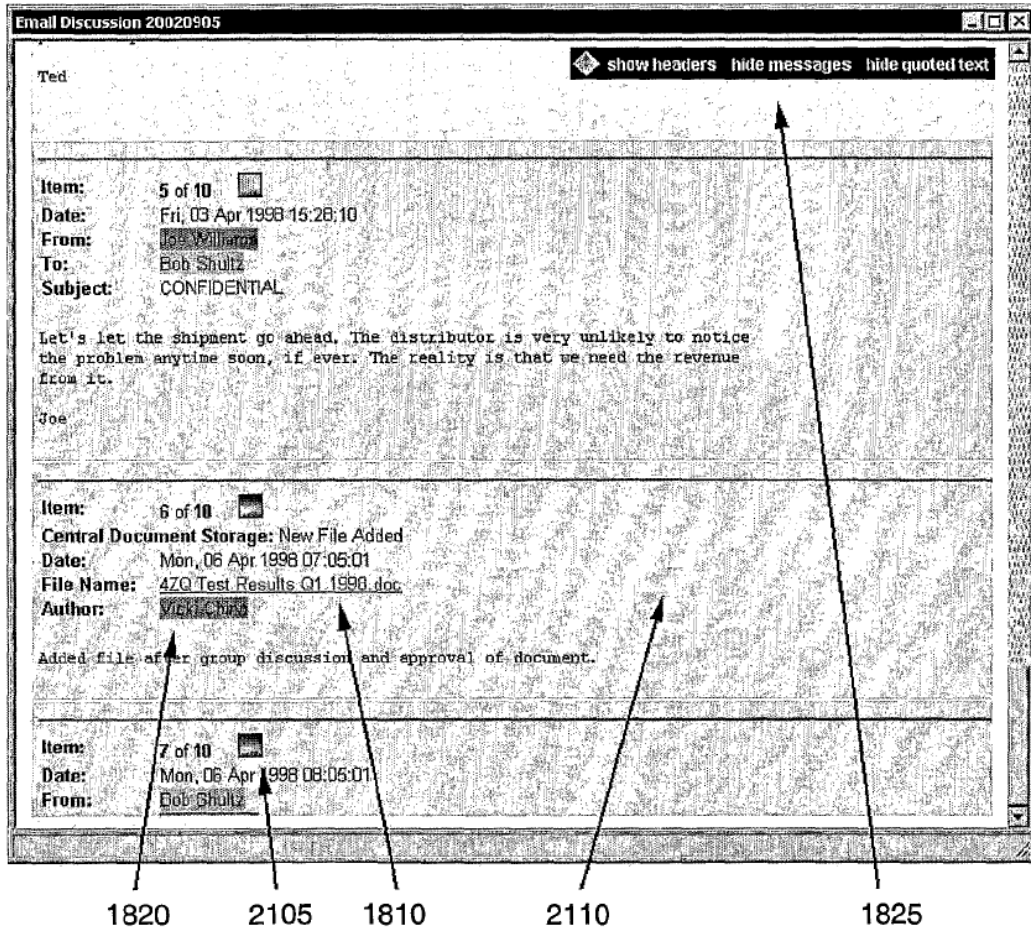 Email Discussion 20020905
show headers hide messages hide quoted text
Ted
Item: 5 of 10
Date: Fri, 03 Apr 1998 15:28:10
From: Joe Williams
To: Bob Shultz
Subject: CONFIDENTIAL
Let's let the shipment go ahead. The distributor is very unlikely to notice
the problem anytime soon, if ever. The reality is that we need the revenue
from it.
Joe
Item: 6 of 10
Central Document Storage: New File Added
Date: Mon, 06 Apr 1998 07:05:01
File Name: 4ZQ Test Results Q1 1998.doc
Author: Vicki
Added file after group discussion and approval of document.
Item: 7 of 10
Date: Mon, 06 Apr 1998 08:05:01
From: Bob Shultz
1820 2105 1810 2110 1825